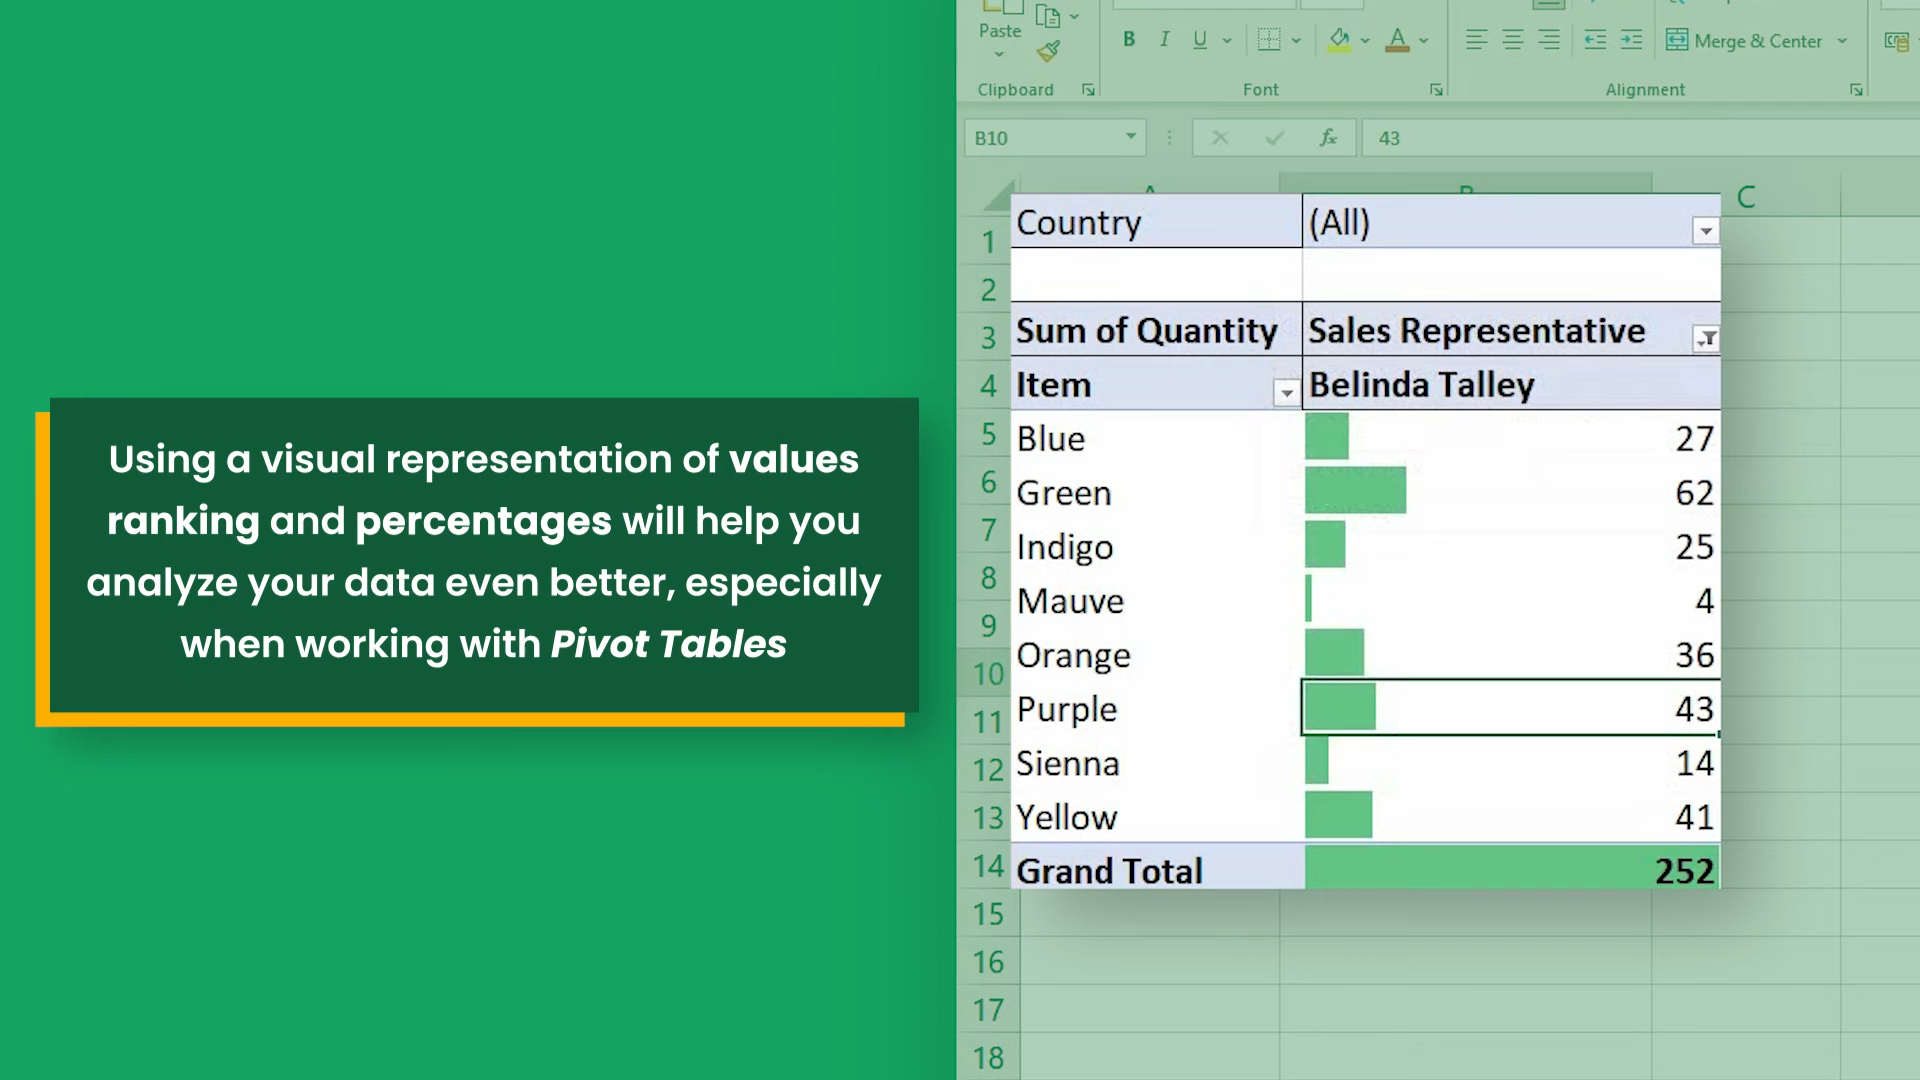 Using a visual representation of values
ranking and percentages will help you
analyze your data even better, especially
when working with Pivot Tables
Paste
B I U
A
Merge & Center
Clipboard
Font
Alignment
B10
fx
43
C
1
Country
(All)
2
3
Sum of Quantity
Sales Representative
4
Item
Belinda Talley
5
Blue
27
6
Green
62
7
Indigo
25
8
Mauve
4
9
Orange
36
10
Purple
43
11
Sienna
14
12
Yellow
41
13
Grand Total
252
14
15
16
17
18